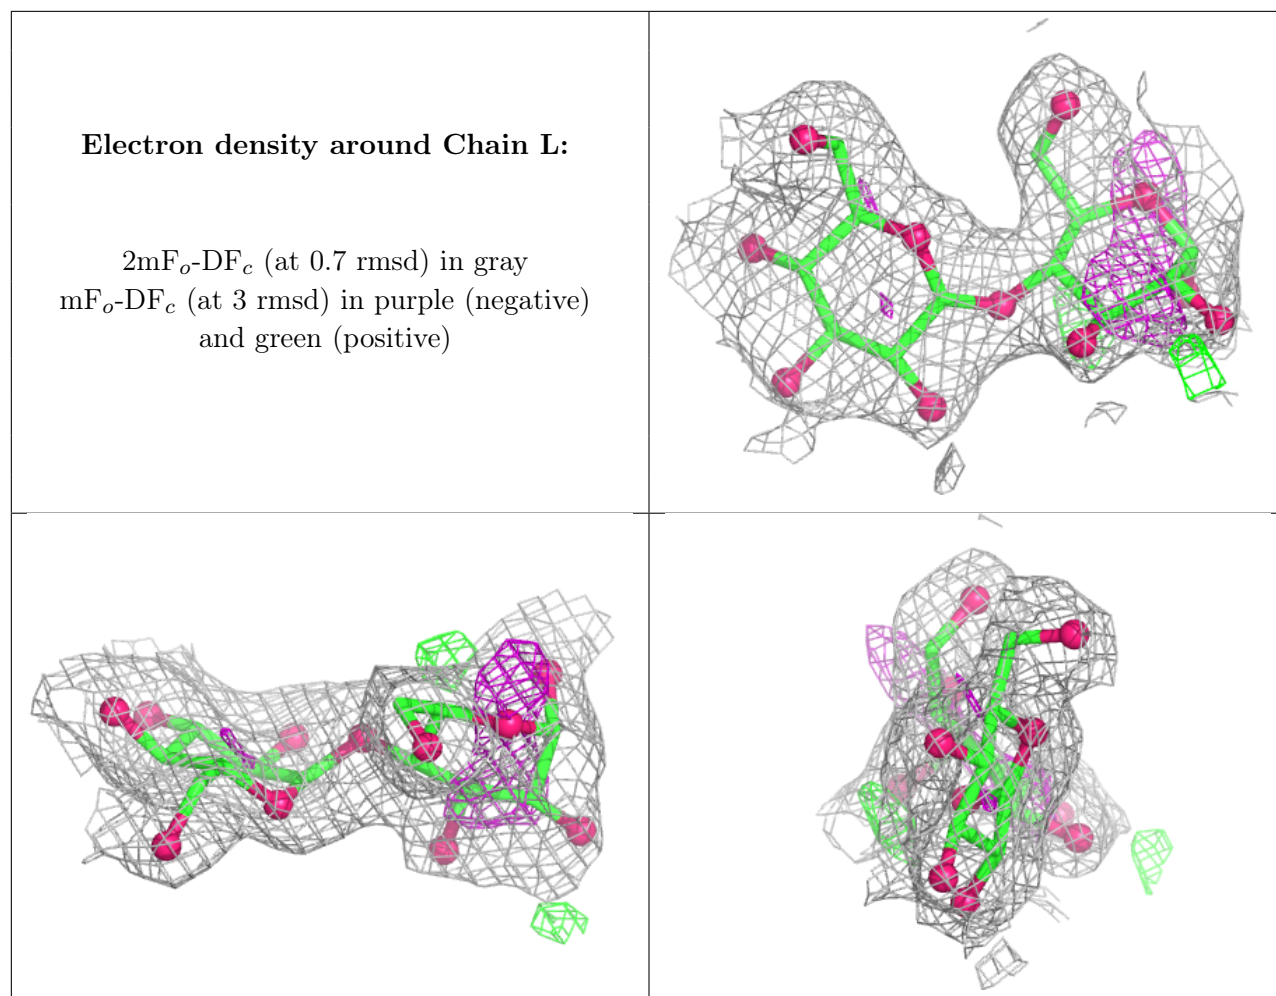 Electron density around Chain L:
2mFo-DFc (at 0.7 rmsd) in gray
mFo-DFc (at 3 rmsd) in purple (negative)
and green (positive)